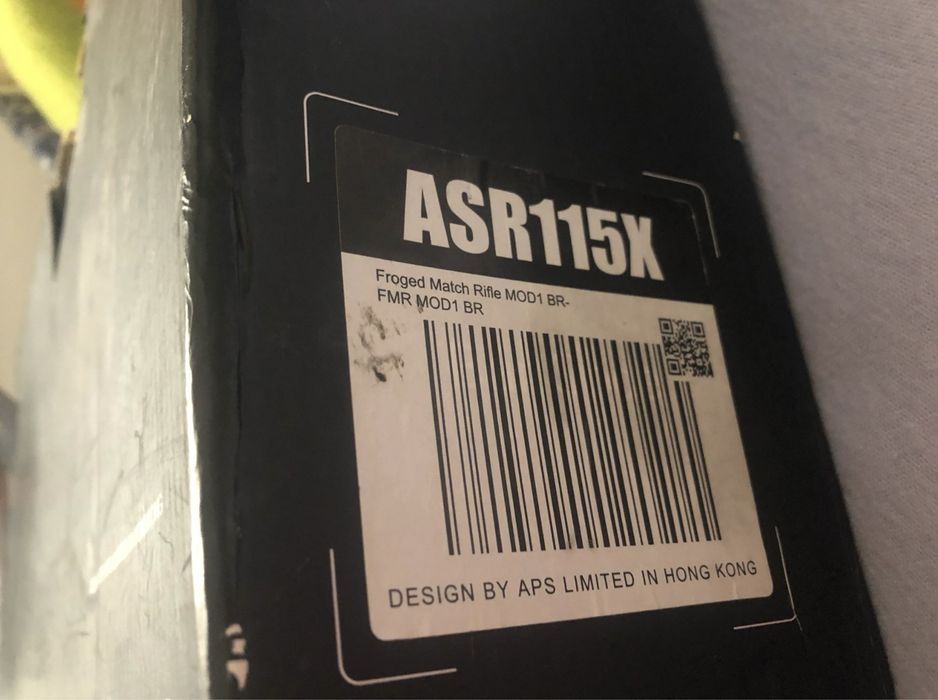 ASR115X
Froged Match Rifle MOD1 BR-
FMR MOD1 BR
DESIGN BY APS LIMITED IN HONG KONG